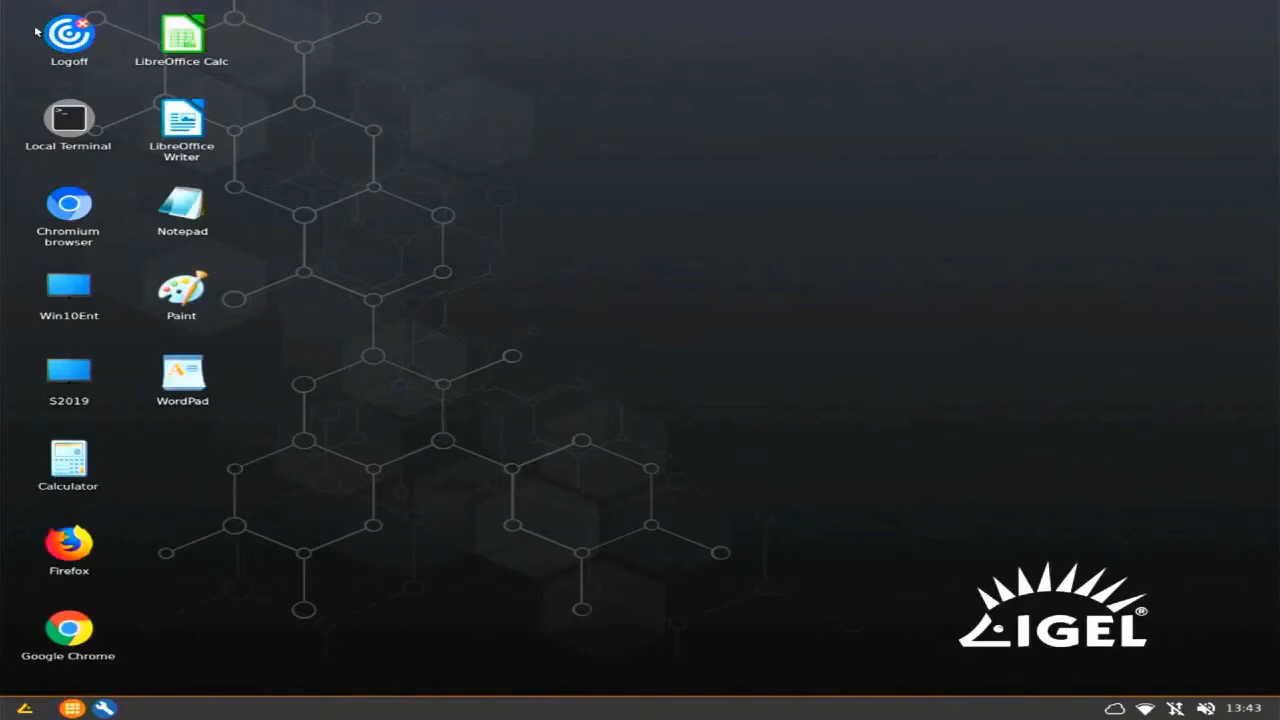 Logoff
LibreOffice Calc
Local Terminal
LibreOffice
Writer
Chromium
browser
Notepad
Win10Ent
Paint
S2019
WordPad
Calculator
Firefox
Google Chrome
IGEL®
13:43